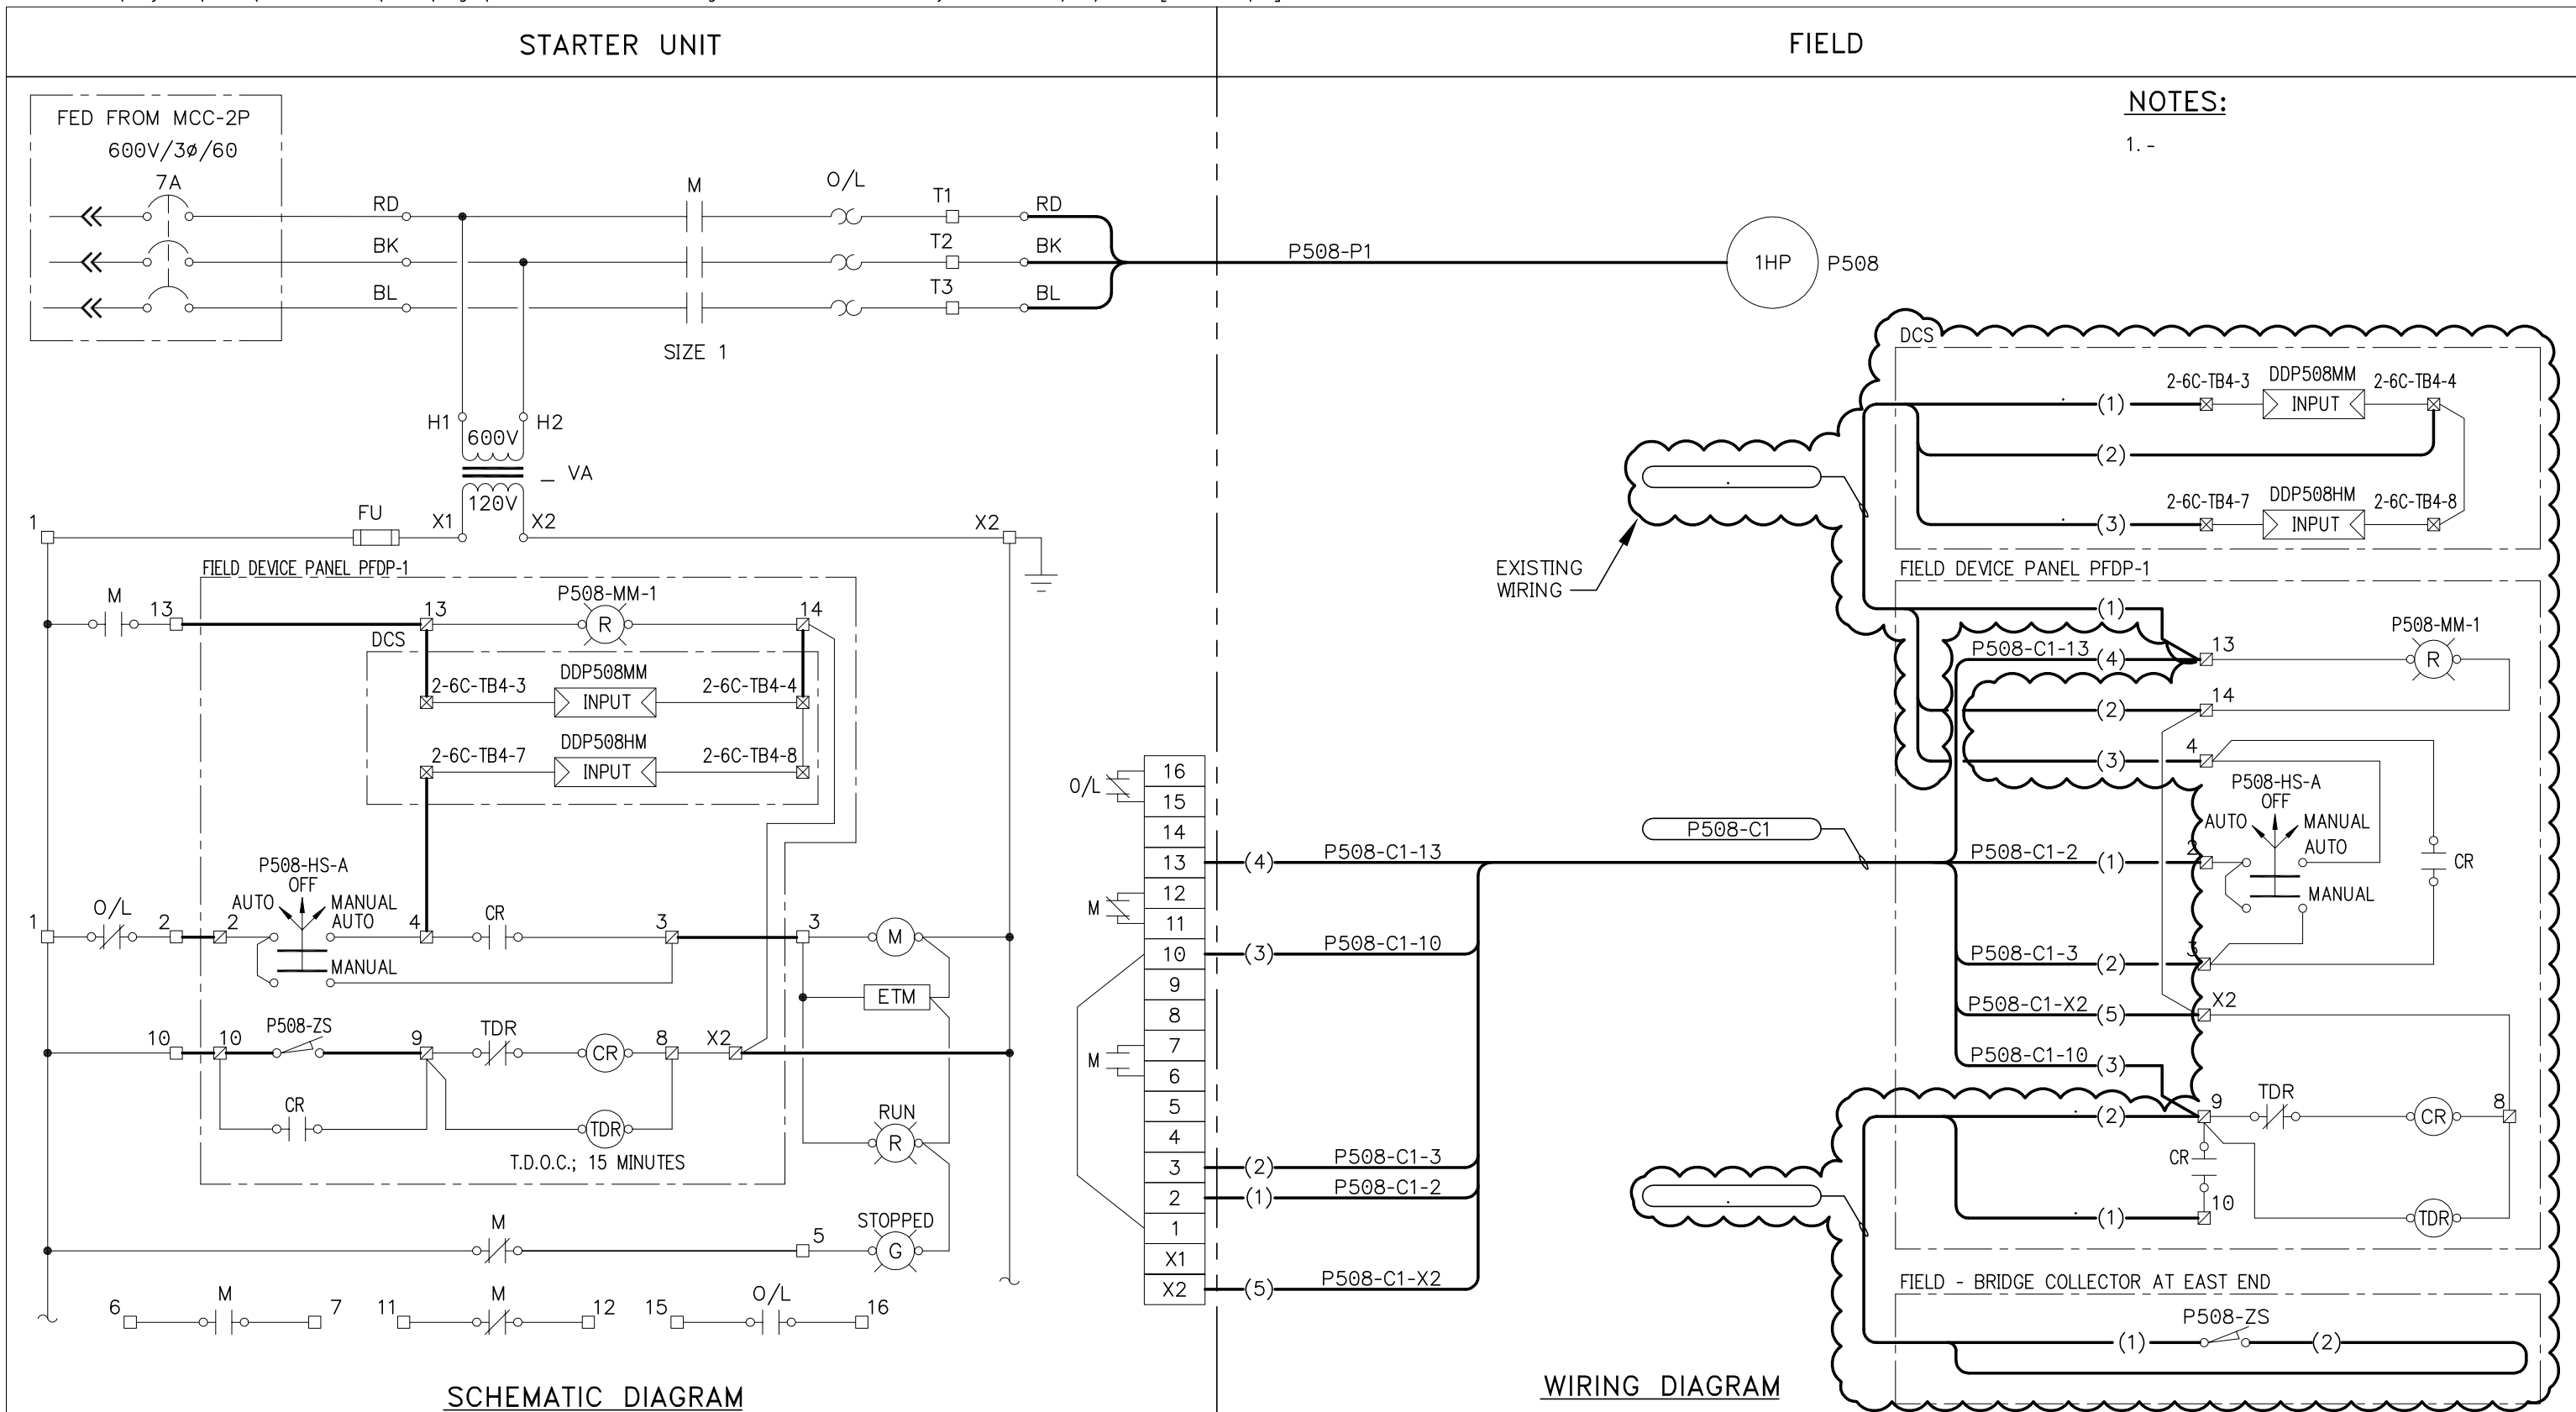 STARTER UNIT
FIELD
FED FROM MCC-2P
600V/3ø/60
7A
RD
BK
BL
M
SIZE 1
O/L
T1
T2
T3
RD
BK
BL
P508-P1
1HP
P508
NOTES:
1. -
H1
H2
600V
_ VA
120V
X1
X2
FU
1
X2
FIELD DEVICE PANEL PFDP-1
M
13
13
P508-MM-1
R
14
DCS
2-6C-TB4-3
DDP508MM
INPUT
2-6C-TB4-4
2-6C-TB4-7
DDP508HM
INPUT
2-6C-TB4-8
P508-HS-A
OFF
AUTO
MANUAL
AUTO
MANUAL
1
O/L
2
2
4
CR
3
3
M
ETM
10
10
P508-ZS
9
TDR
CR
8
X2
CR
TDR
T.D.O.C.; 15 MINUTES
RUN
R
STOPPED
G
M
5
6
M
7
11
M
12
15
O/L
16
SCHEMATIC DIAGRAM
O/L
M
M
16
15
14
13
12
11
10
9
8
7
6
5
4
3
2
1
X1
X2
(4)
P508-C1-13
(3)
P508-C1-10
(2)
P508-C1-3
(1)
P508-C1-2
(5)
P508-C1-X2
P508-C1
EXISTING
WIRING
DCS
(1)
2-6C-TB4-3
DDP508MM
INPUT
2-6C-TB4-4
(2)
(3)
2-6C-TB4-7
DDP508HM
INPUT
2-6C-TB4-8
FIELD DEVICE PANEL PFDP-1
(1)
P508-C1-13
(4)
13
P508-MM-1
R
(2)
14
(3)
4
P508-HS-A
OFF
AUTO
MANUAL
AUTO
MANUAL
CR
P508-C1-2
(1)
2
P508-C1-3
(2)
3
P508-C1-X2
(5)
X2
P508-C1-10
(3)
(2)
9
TDR
CR
8
CR
(1)
10
TDR
FIELD - BRIDGE COLLECTOR AT EAST END
P508-ZS
(1)
(2)
WIRING DIAGRAM